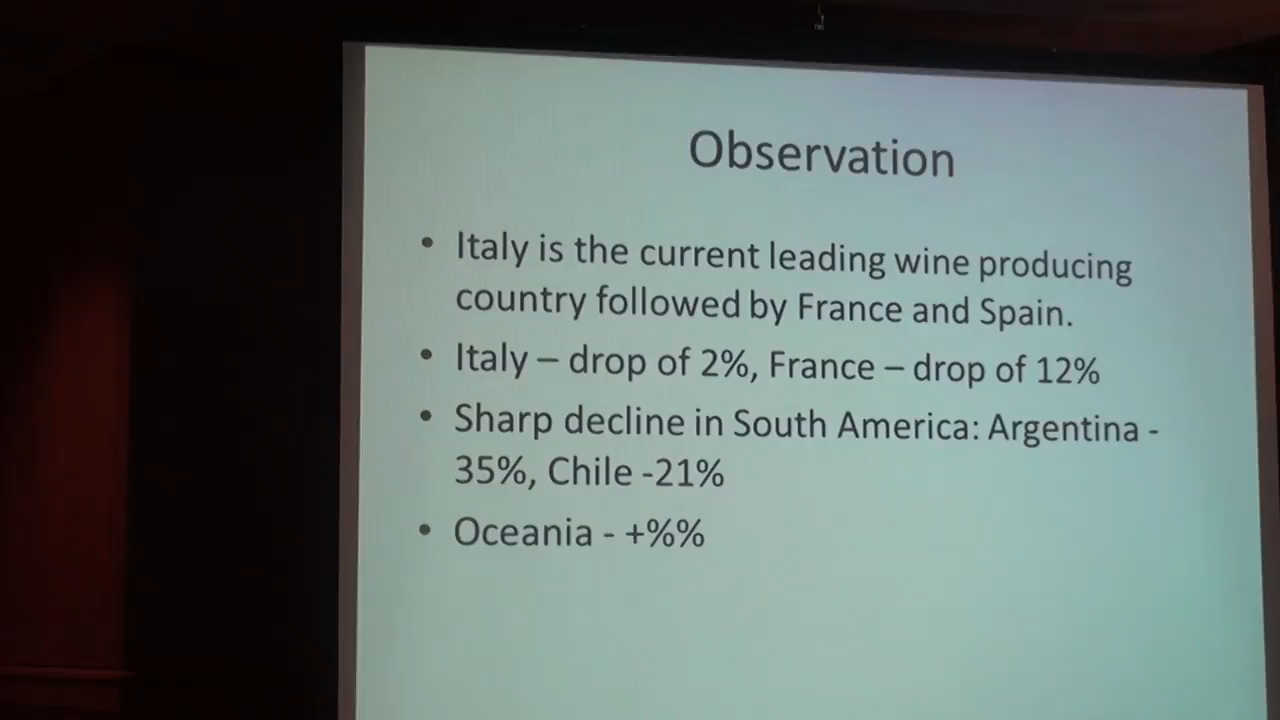 Observation
• Italy is the current leading wine producing
country followed by France and Spain.
• Italy – drop of 2%, France – drop of 12%
• Sharp decline in South America: Argentina -
35%, Chile -21%
• Oceania - +%%